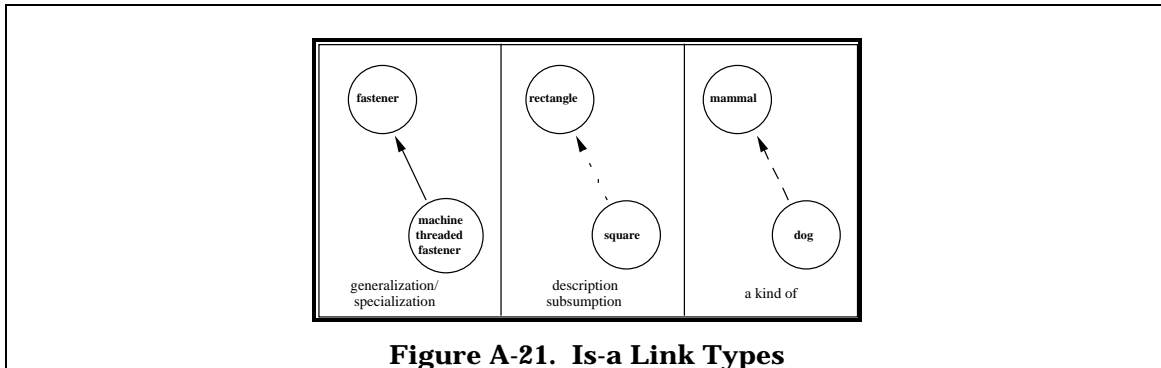 fastener
machine
threaded
fastener
generalization/
specialization
rectangle
square
description
subsumption
mammal
dog
a kind of
Figure A-21. Is-a Link Types